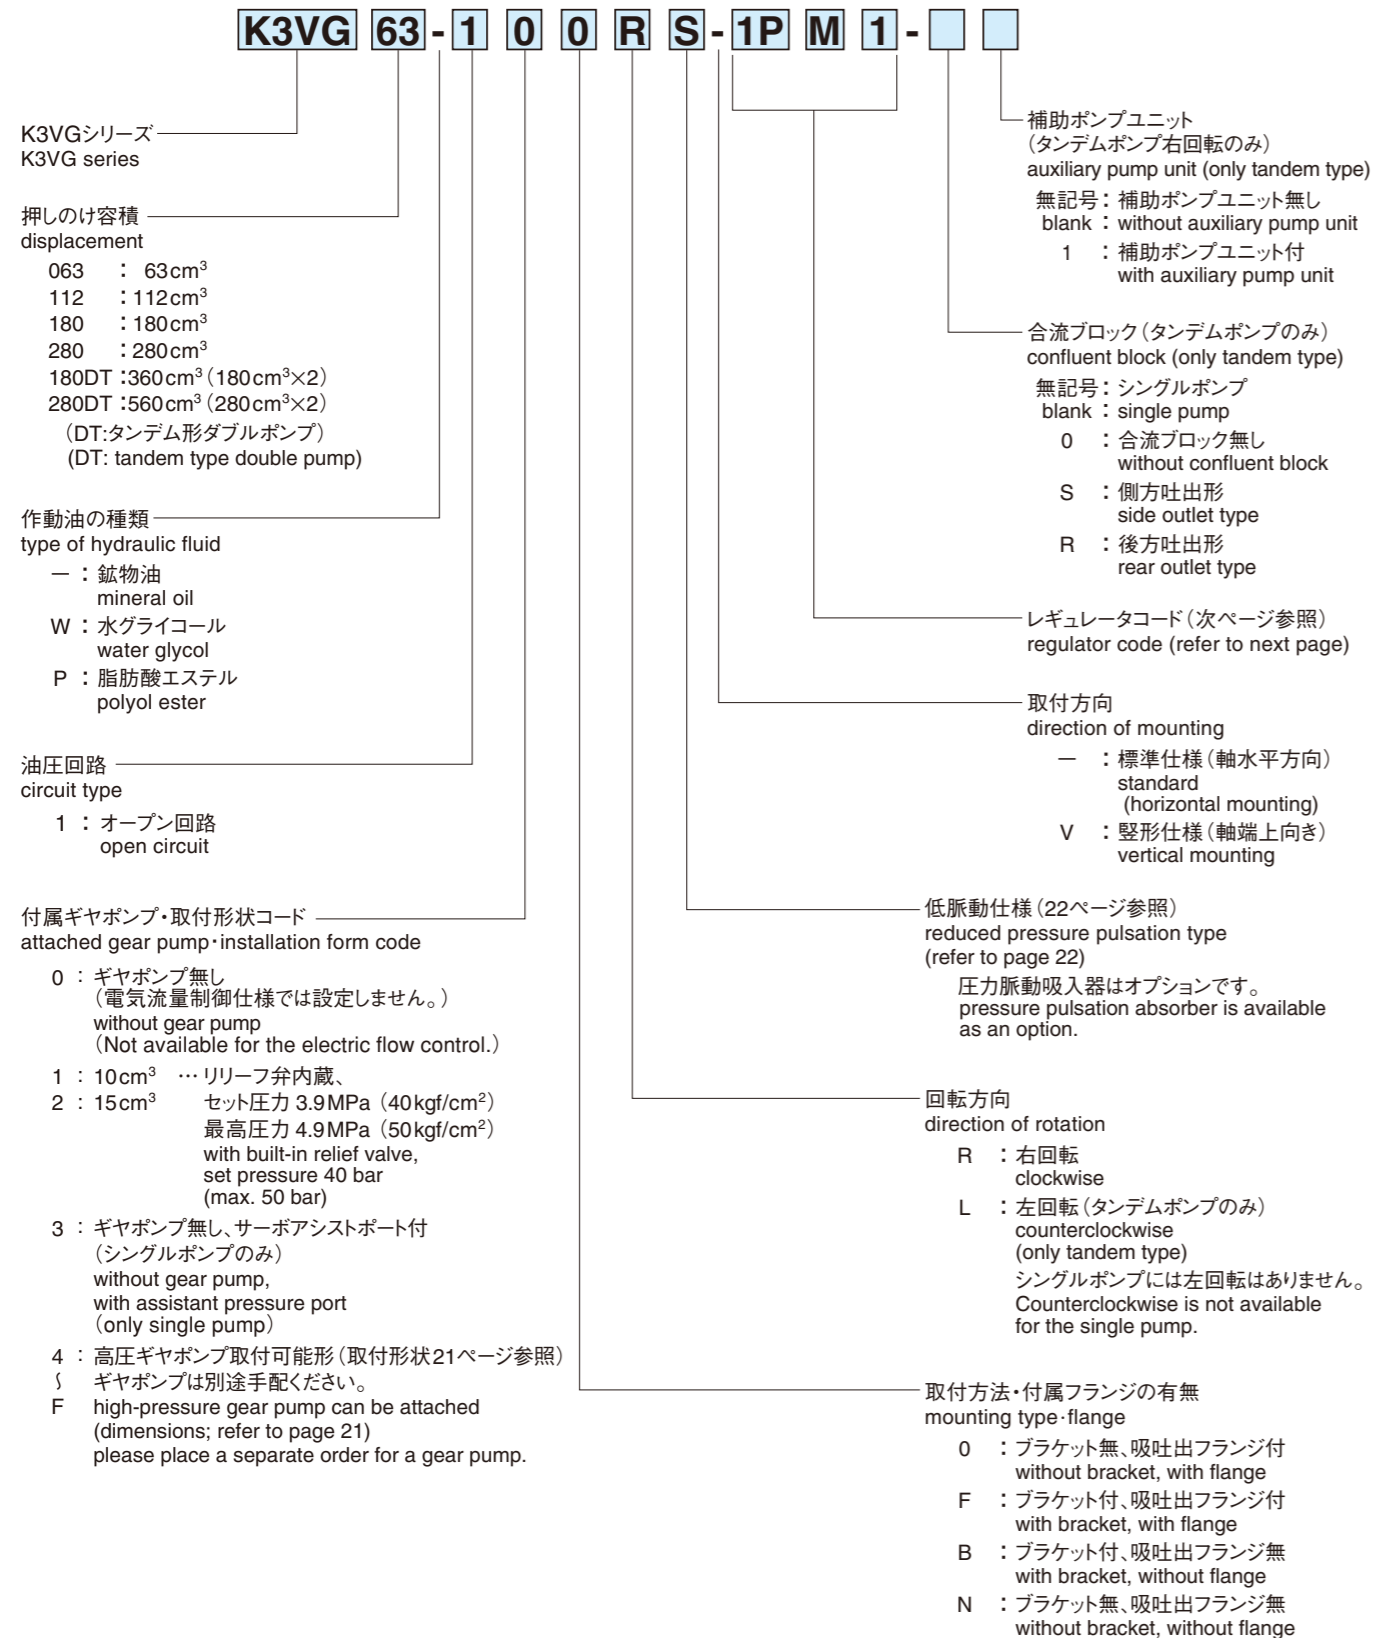 K3VG 63 - 1 0 0 R S - 1P M 1 -
K3VGシリーズ
K3VG series
押しのけ容積
displacement
063 : 63cm³
112 : 112cm³
180 : 180cm³
280 : 280cm³
180DT : 360cm³（180cm³×2）
280DT : 560cm³（280cm³×2）
（DT:タンデム形ダブルポンプ）
(DT: tandem type double pump)
作動油の種類
type of hydraulic fluid
― : 鉱物油
mineral oil
W : 水グライコール
water glycol
P : 脂肪酸エステル
polyol ester
油圧回路
circuit type
1 : オープン回路
open circuit
付属ギヤポンプ・取付形状コード
attached gear pump・installation form code
0 : ギヤポンプ無し
（電気流量制御仕様では設定しません。）
without gear pump
（Not available for the electric flow control.）
1 : 10cm³ … リリーフ弁内蔵、
2 : 15cm³ セット圧力 3.9MPa（40kgf/cm²）
最高圧力 4.9MPa（50kgf/cm²）
with built-in relief valve,
set pressure 40 bar
(max. 50 bar)
3 : ギヤポンプ無し、サーボアシストポート付
（シングルポンプのみ）
without gear pump,
with assistant pressure port
（only single pump）
4 : 高圧ギヤポンプ取付可能形（取付形状21ページ参照）
〜 ギヤポンプは別途手配ください。
F high-pressure gear pump can be attached
(dimensions; refer to page 21)
please place a separate order for a gear pump.
補助ポンプユニット
（タンデムポンプ右回転のみ）
auxiliary pump unit (only tandem type)
無記号 : 補助ポンプユニット無し
blank : without auxiliary pump unit
1 : 補助ポンプユニット付
with auxiliary pump unit
合流ブロック（タンデムポンプのみ）
confluent block (only tandem type)
無記号 : シングルポンプ
blank : single pump
0 : 合流ブロック無し
without confluent block
S : 側方吐出形
side outlet type
R : 後方吐出形
rear outlet type
レギュレータコード（次ページ参照）
regulator code (refer to next page)
取付方向
direction of mounting
― : 標準仕様（軸水平方向）
standard
(horizontal mounting)
V : 竪形仕様（軸端上向き）
vertical mounting
低脈動仕様（22ページ参照）
reduced pressure pulsation type
(refer to page 22)
圧力脈動吸入器はオプションです。
pressure pulsation absorber is available
as an option.
回転方向
direction of rotation
R : 右回転
clockwise
L : 左回転（タンデムポンプのみ）
counterclockwise
(only tandem type)
シングルポンプには左回転はありません。
Counterclockwise is not available
for the single pump.
取付方法・付属フランジの有無
mounting type・flange
0 : ブラケット無、吸吐出フランジ付
without bracket, with flange
F : ブラケット付、吸吐出フランジ付
with bracket, with flange
B : ブラケット付、吸吐出フランジ無
with bracket, without flange
N : ブラケット無、吸吐出フランジ無
without bracket, without flange